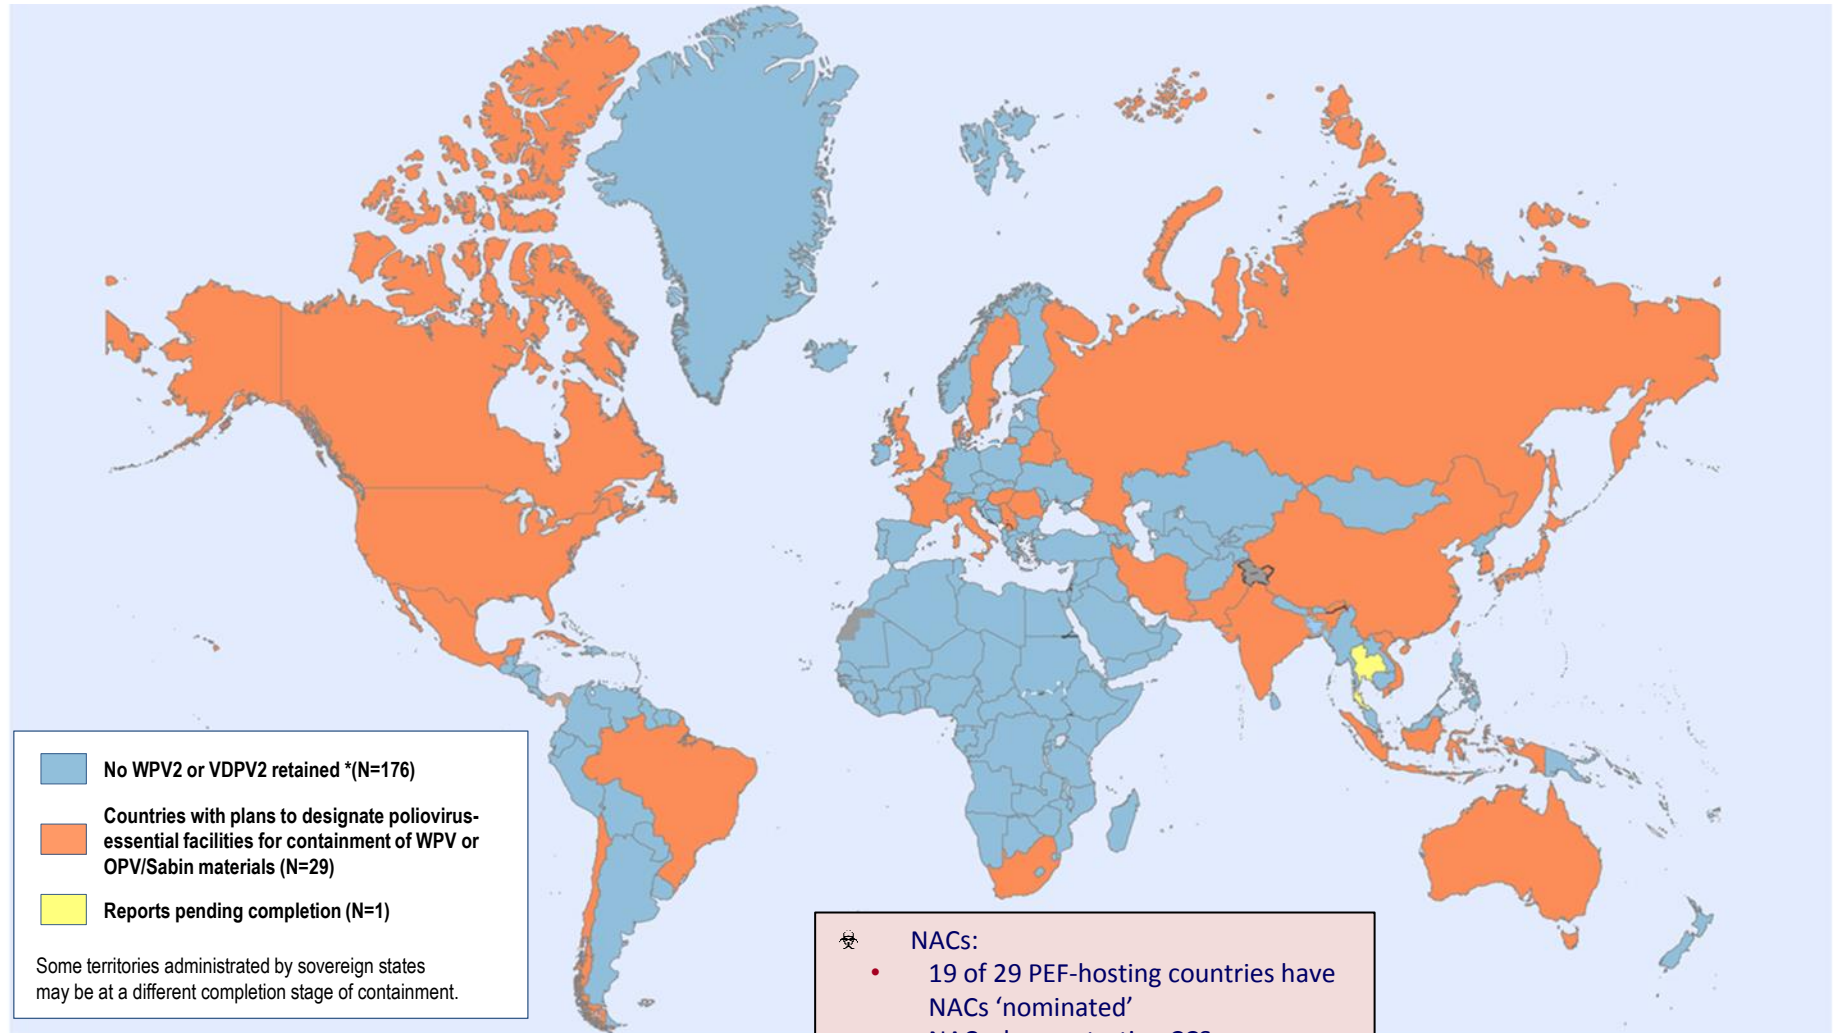 No WPV2 or VDPV2 retained *(N=176)
Countries with plans to designate poliovirus-
essential facilities for containment of WPV or
OPV/Sabin materials (N=29)
Reports pending completion (N=1)
Some territories administrated by sovereign states
may be at a different completion stage of containment.
☣ NACs:
• 19 of 29 PEF-hosting countries have
NACs ‘nominated’